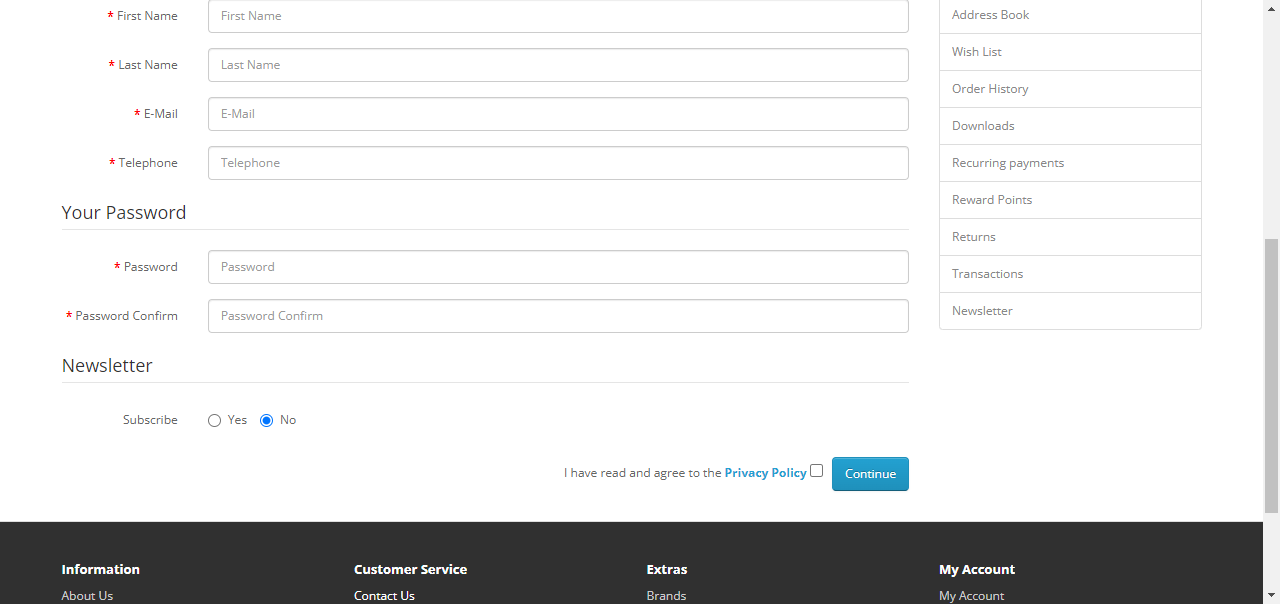 * First Name
First Name
* Last Name
Last Name
* E-Mail
E-Mail
* Telephone
Telephone
Your Password
* Password
Password
* Password Confirm
Password Confirm
Newsletter
Subscribe
Yes
No
I have read and agree to the Privacy Policy
Continue
Address Book
Wish List
Order History
Downloads
Recurring payments
Reward Points
Returns
Transactions
Newsletter
Information
About Us
Customer Service
Contact Us
Extras
Brands
My Account
My Account